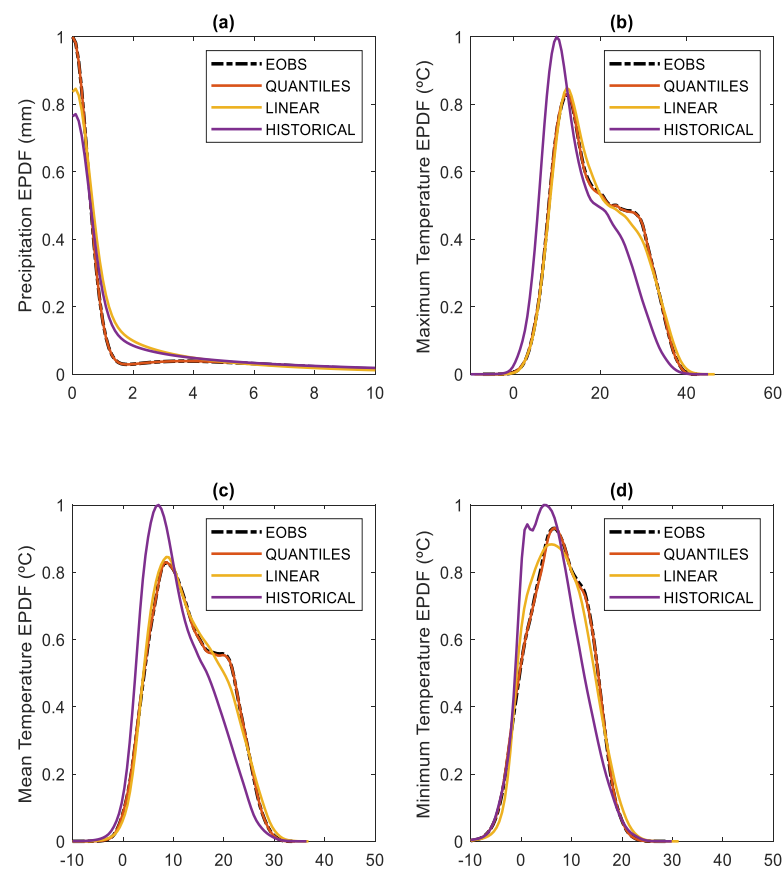 (a)
Precipitation EPDF (mm)
1
0.8
0.6
0.4
0.2
0
0 2 4 6 8 10
EOBS
QUANTILES
LINEAR
HISTORICAL
(b)
Maximum Temperature EPDF (ºC)
1
0.8
0.6
0.4
0.2
0
0 20 40 60
EOBS
QUANTILES
LINEAR
HISTORICAL
(c)
Mean Temperature EPDF (ºC)
1
0.8
0.6
0.4
0.2
0
-10 0 10 20 30 40 50
EOBS
QUANTILES
LINEAR
HISTORICAL
(d)
Minimum Temperature EPDF (ºC)
1
0.8
0.6
0.4
0.2
0
-10 0 10 20 30 40 50
EOBS
QUANTILES
LINEAR
HISTORICAL